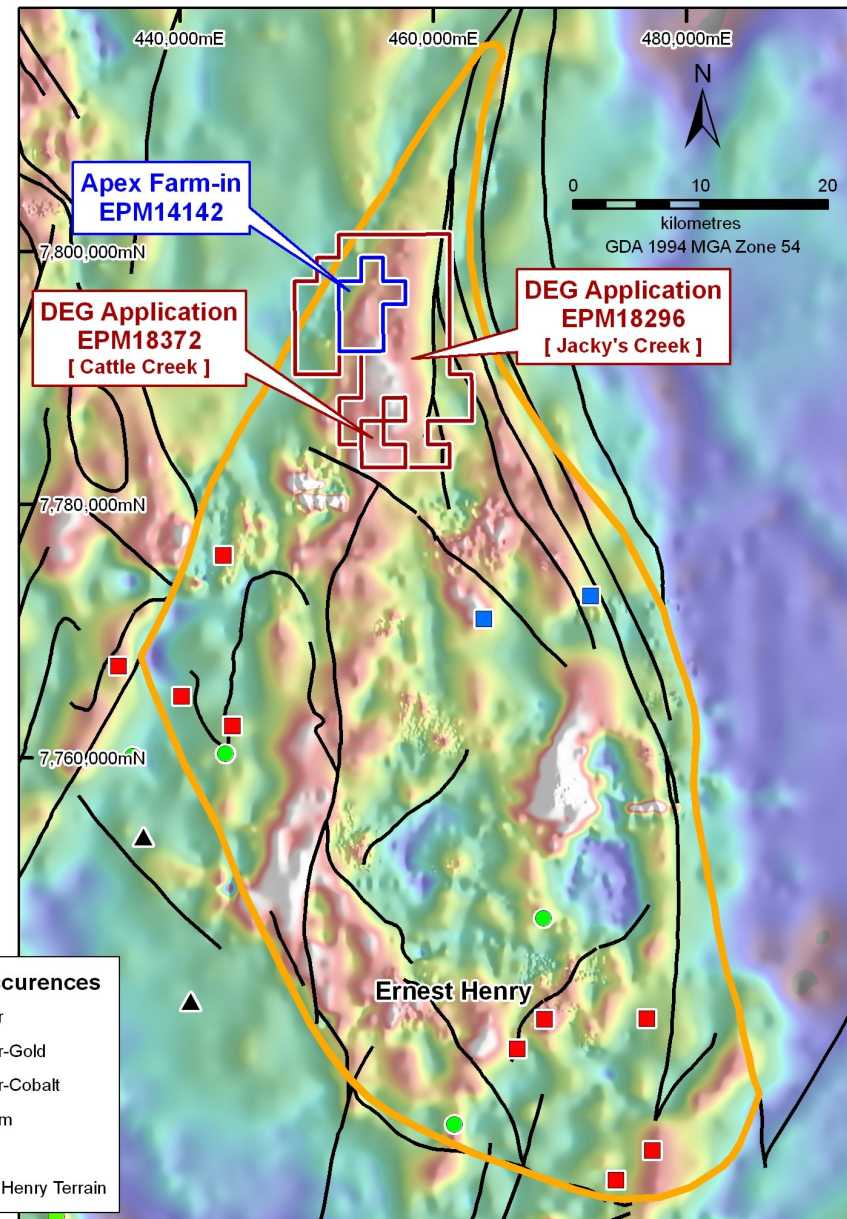 440,000mE
460,000mE
480,000mE
N
0
10
20
kilometres
GDA 1994 MGA Zone 54
Apex Farm-in
EPM14142
7,800,000mN
DEG Application
EPM18296
[ Jacky's Creek ]
DEG Application
EPM18372
[ Cattle Creek ]
7,780,000mN
7,760,000mN
Ernest Henry
ccurences
r
r-Gold
r-Cobalt
m
Henry Terrain